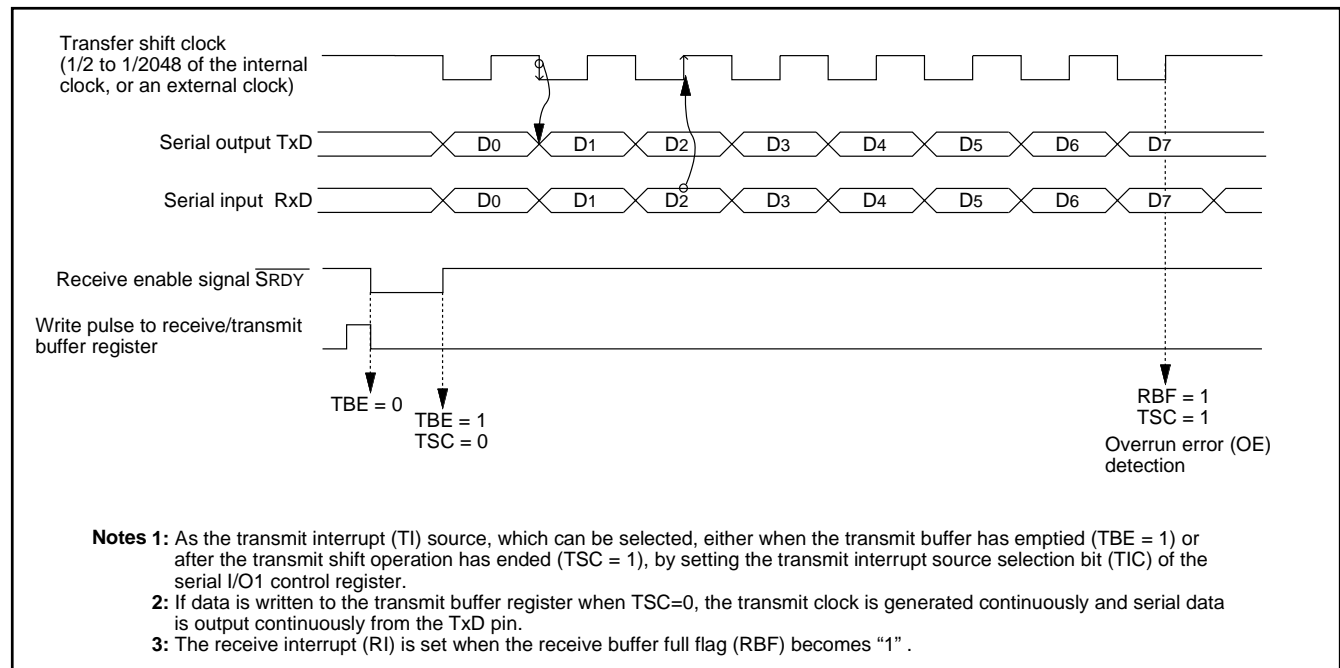 Transfer shift clock
(1/2 to 1/2048 of the internal
clock, or an external clock)
Serial output TxD
D0 D1 D2 D3 D4 D5 D6 D7
Serial input RxD
D0 D1 D2 D3 D4 D5 D6 D7
Receive enable signal SRDY
Write pulse to receive/transmit
buffer register
TBE = 0
TBE = 1
TSC = 0
RBF = 1
TSC = 1
Overrun error (OE)
detection
Notes 1: As the transmit interrupt (TI) source, which can be selected, either when the transmit buffer has emptied (TBE = 1) or
after the transmit shift operation has ended (TSC = 1), by setting the transmit interrupt source selection bit (TIC) of the
serial I/O1 control register.
2: If data is written to the transmit buffer register when TSC=0, the transmit clock is generated continuously and serial data
is output continuously from the TxD pin.
3: The receive interrupt (RI) is set when the receive buffer full flag (RBF) becomes “1” .